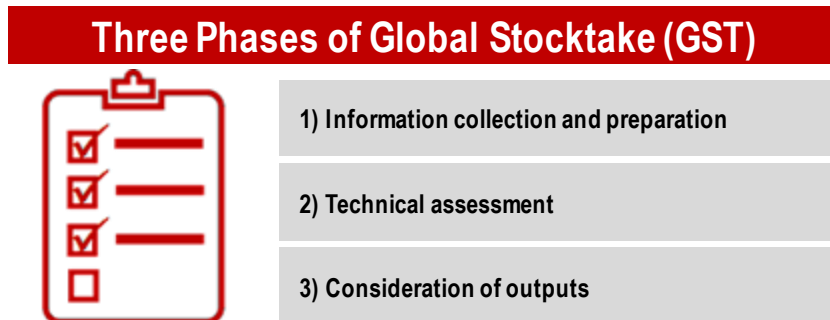 Three Phases of Global Stocktake (GST)
1) Information collection and preparation
2) Technical assessment
3) Consideration of outputs